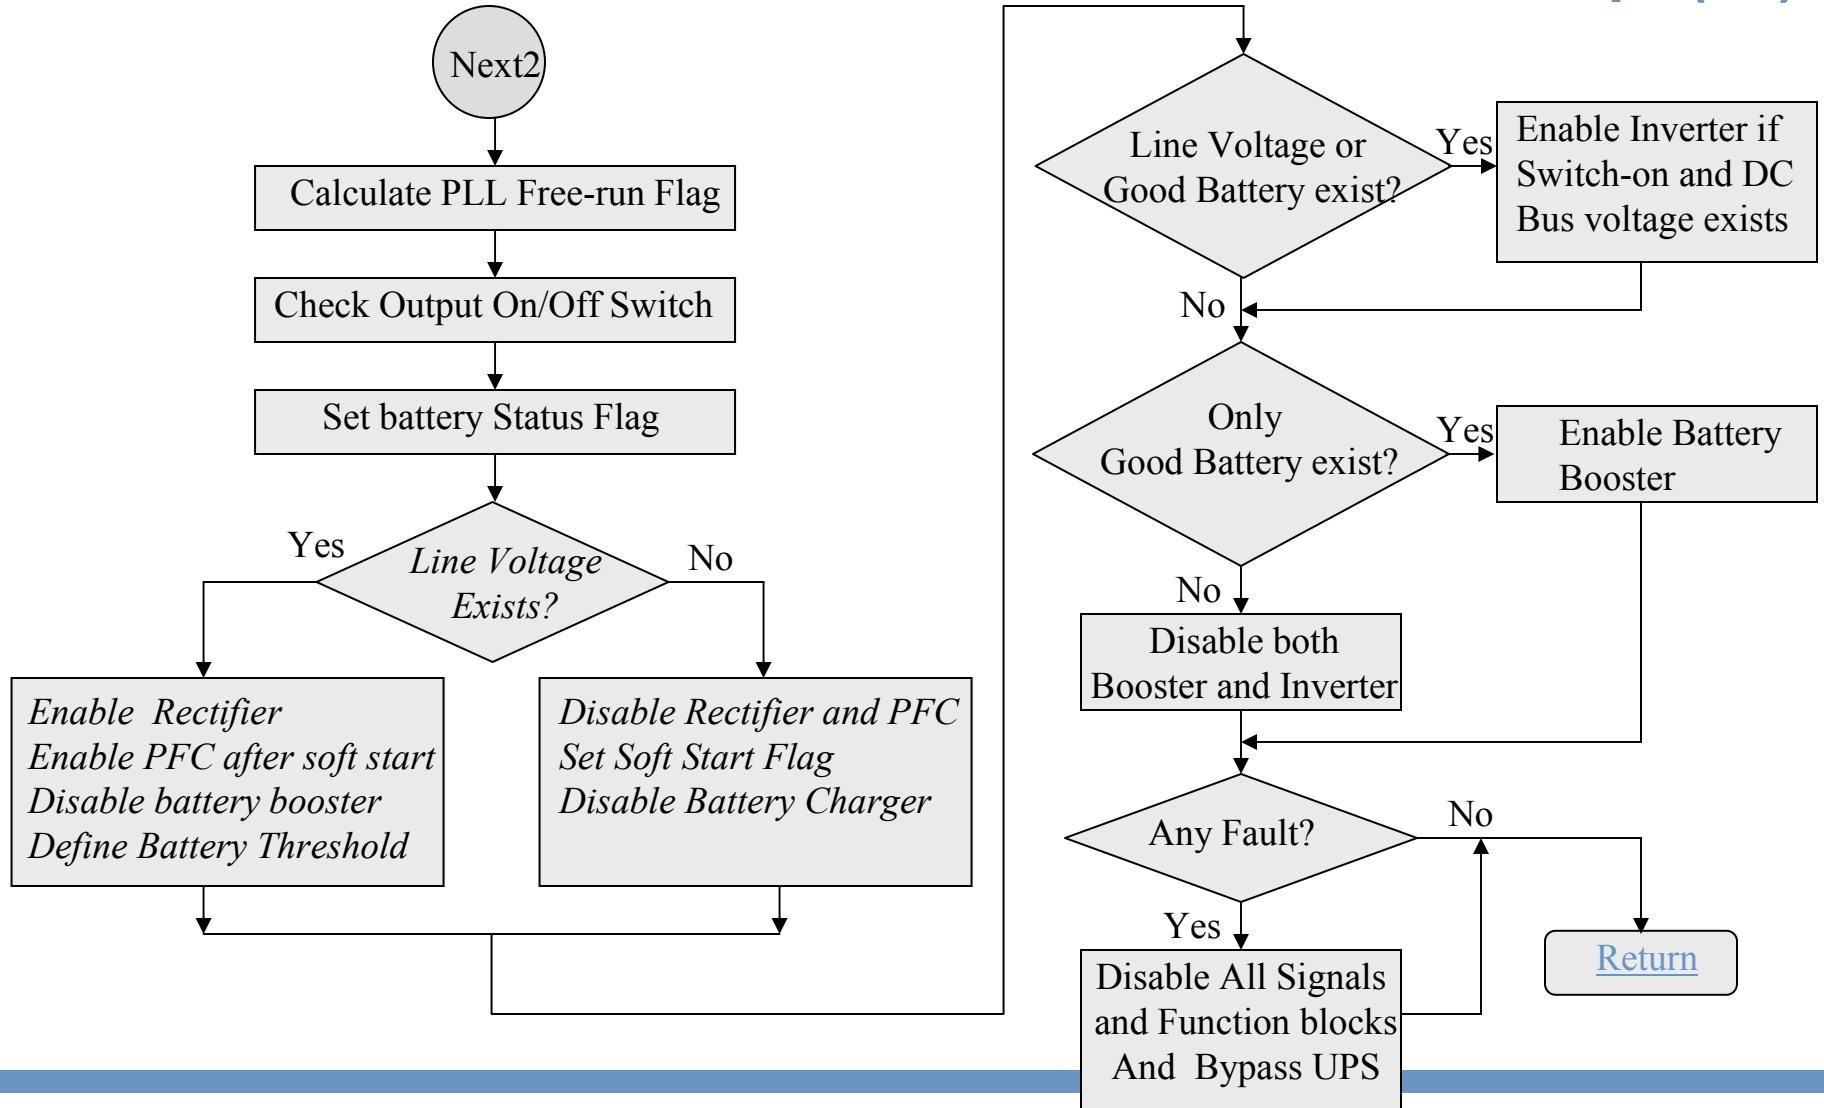 Next2
Calculate PLL Free-run Flag
Check Output On/Off Switch
Set battery Status Flag
Yes
Line Voltage
Exists?
No
Enable Rectifier
Enable PFC after soft start
Disable battery booster
Define Battery Threshold
Disable Rectifier and PFC
Set Soft Start Flag
Disable Battery Charger
Line Voltage or
Good Battery exist?
Yes
Enable Inverter if
Switch-on and DC
Bus voltage exists
No
Only
Good Battery exist?
Yes
Enable Battery
Booster
No
Disable both
Booster and Inverter
Any Fault?
No
Yes
Disable All Signals
and Function blocks
And Bypass UPS
Return